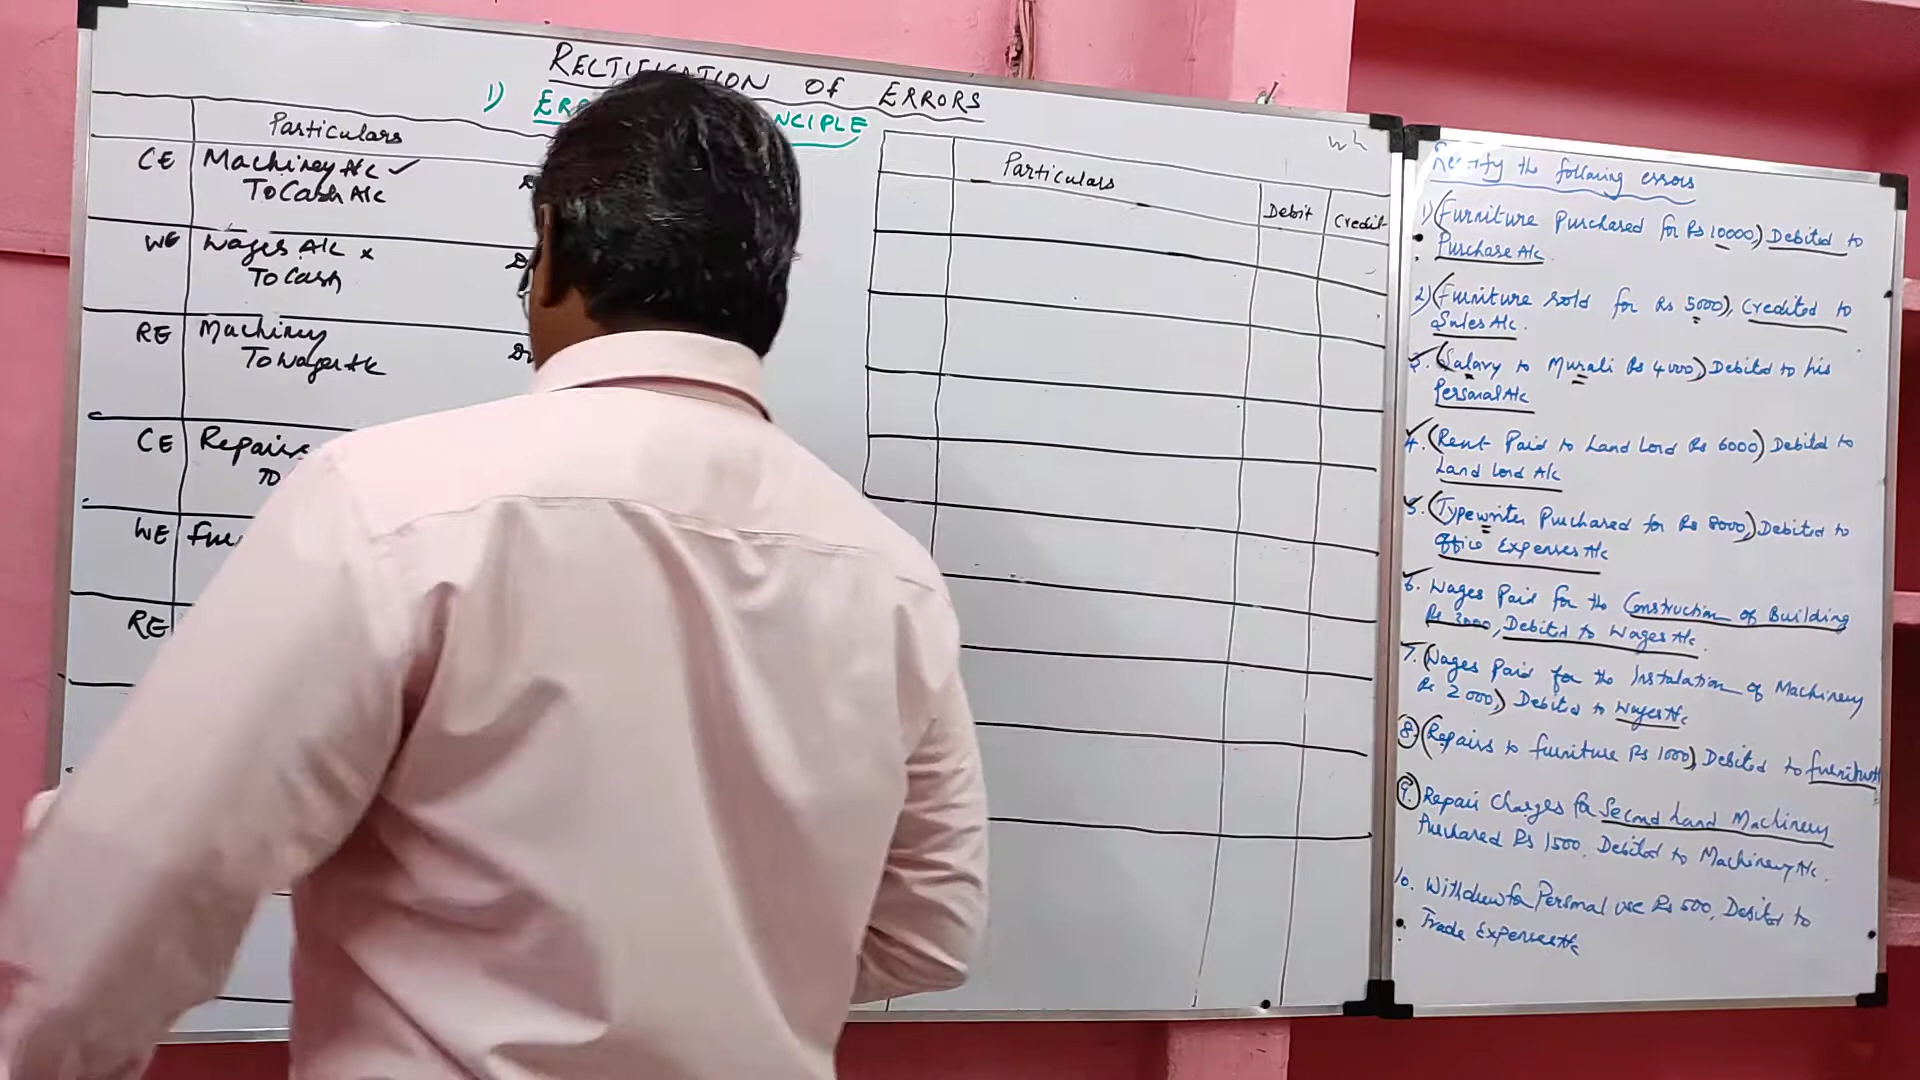 RECTIFICATION Of ERRORS
1) ERR NCIPLE
Particulars
CE Machinery A/c ✓
To Cash A/c
WE Wages A/c ×
To Cash
RE Machinery
To Wages A/c
CE Repairs
To
WE Fur
RE
Particulars Debit Credit
Rectify the following errors
1) (Furniture Purchased for Rs 10000,) Debited to
Purchase A/c.
2) (Furniture sold for Rs 5000), Credited to
Sales A/c.
3. (Salary to Murali Rs 4000) Debited to his
Personal A/c
4. (Rent Paid to Land Lord Rs 6000) Debited to
Land Lord A/c
5. (Typewriter Purchased for Rs 8000,) Debited to
Office Expenses A/c
6. Wages Paid for the Construction of Building
Rs 3000, Debited to Wages A/c.
7. (Wages Paid for the Instalation of Machinery
Rs 2000,) Debited to Wages A/c
8. (Repairs to furniture Rs 1000) Debited to furniture
9. Repair Charges for Second hand Machinery
Purchased Rs 1500. Debited to Machinery A/c.
10. Withdrew for Personal use Rs 500, Debited to
Trade Expenses A/c